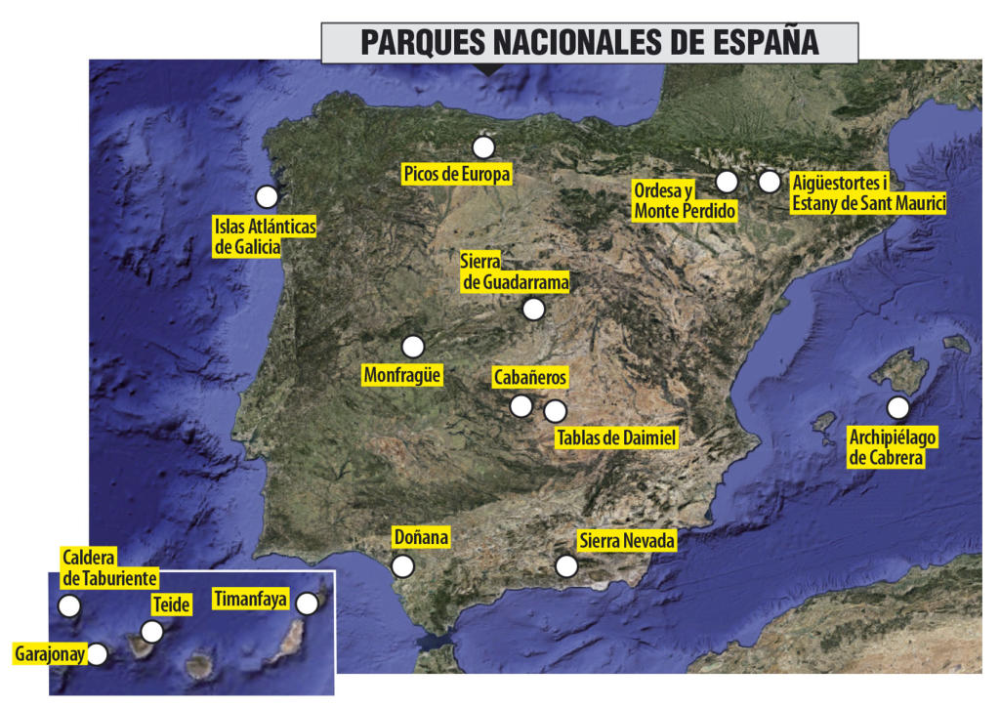 PARQUES NACIONALES DE ESPAÑA
Picos de Europa
Ordesa y
Monte Perdido
Aigüestortes i
Estany de Sant Maurici
Islas Atlánticas
de Galicia
Sierra
de Guadarrama
Monfragüe
Cabañeros
Tablas de Daimiel
Archipiélago
de Cabrera
Doñana
Sierra Nevada
Caldera
de Taburiente
Teide
Timanfaya
Garajonay